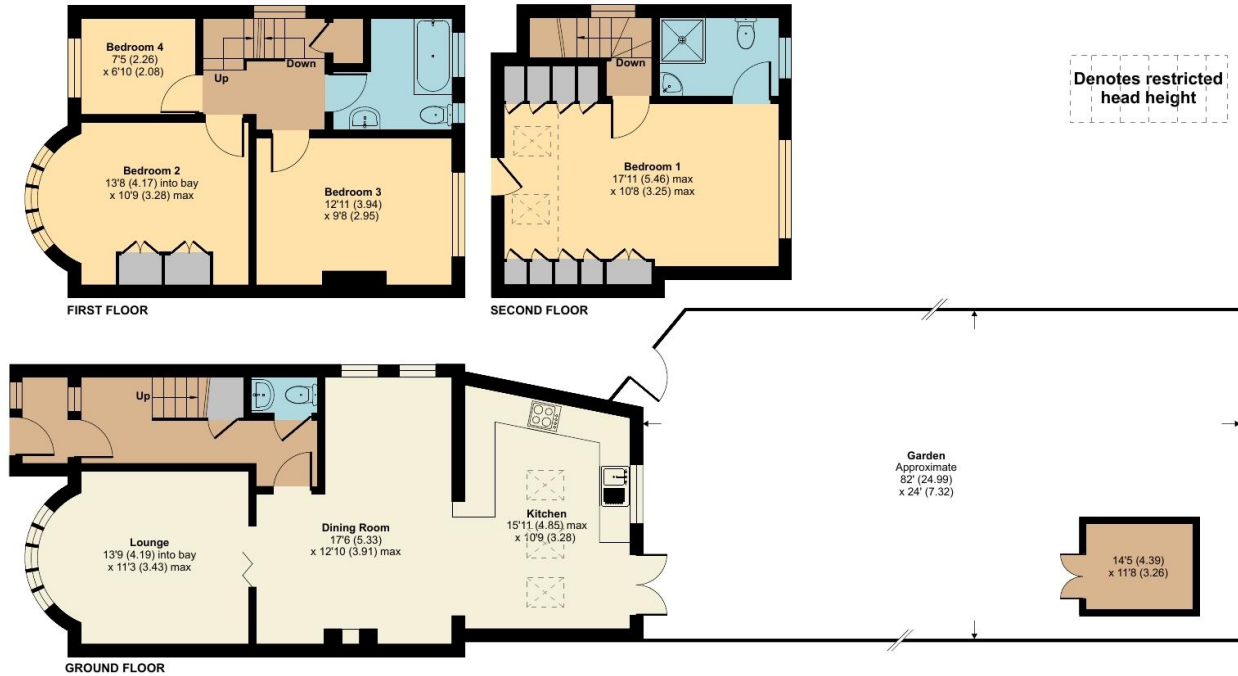 Bedroom 4
7'5 (2.26)
x 6'10 (2.08)
Up
Down
Bedroom 2
13'8 (4.17) into bay
x 10'9 (3.28) max
Bedroom 3
12'11 (3.94)
x 9'8 (2.95)
FIRST FLOOR
Down
Bedroom 1
17'11 (5.46) max
x 10'8 (3.25) max
SECOND FLOOR
Denotes restricted
head height
Up
Lounge
13'9 (4.19) into bay
x 11'3 (3.43) max
Dining Room
17'6 (5.33)
x 12'10 (3.91) max
Kitchen
15'11 (4.85) max
x 10'9 (3.28)
Garden
Approximate
82' (24.99)
x 24' (7.32)
14'5 (4.39)
x 11'8 (3.26)
GROUND FLOOR